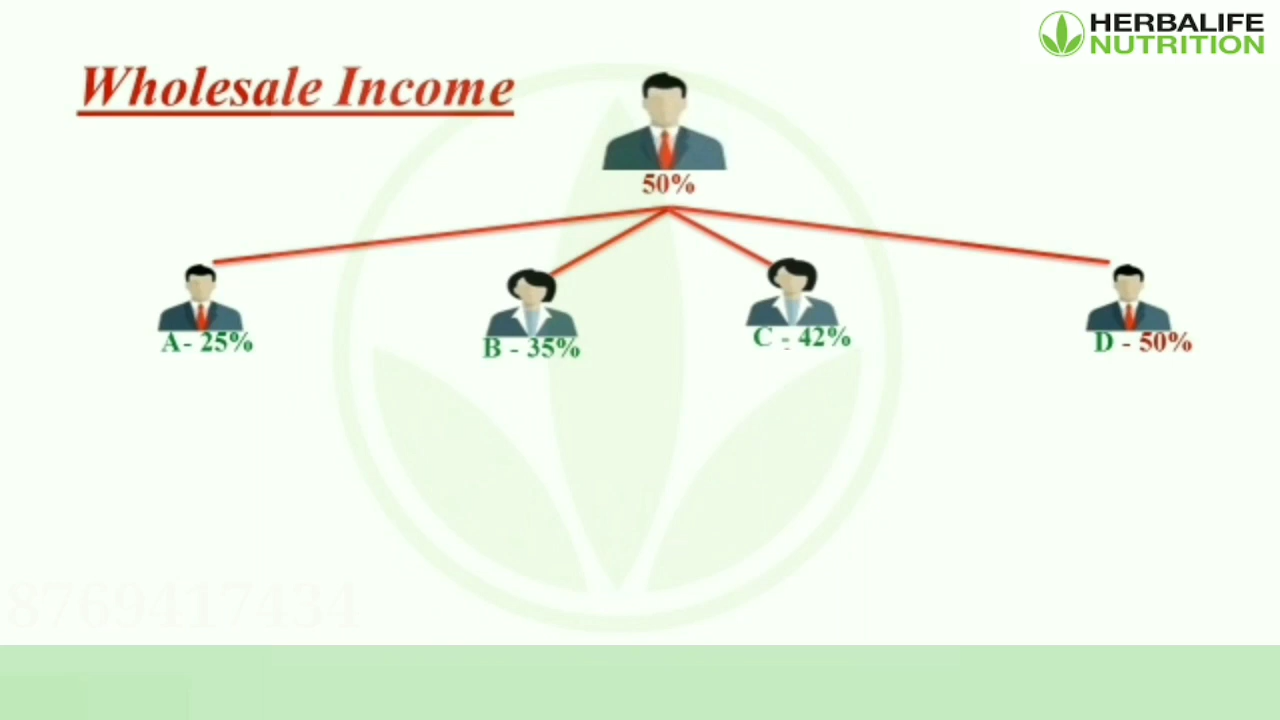 HERBALIFE
NUTRITION
Wholesale Income
50%
A- 25%
B - 35%
C - 42%
D - 50%
8769417434